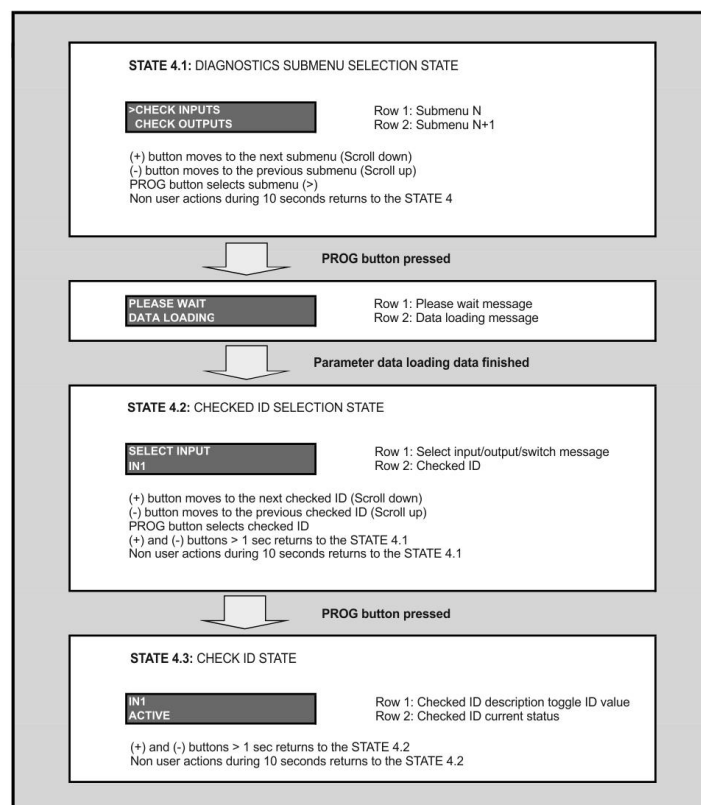 STATE 4.1: DIAGNOSTICS SUBMENU SELECTION STATE
>CHECK INPUTS
CHECK OUTPUTS
Row 1: Submenu N
Row 2: Submenu N+1
(+) button moves to the next submenu (Scroll down)
(-) button moves to the previous submenu (Scroll up)
PROG button selects submenu (>)
Non user actions during 10 seconds returns to the STATE 4
PROG button pressed
PLEASE WAIT
DATA LOADING
Row 1: Please wait message
Row 2: Data loading message
Parameter data loading data finished
STATE 4.2: CHECKED ID SELECTION STATE
SELECT INPUT
IN1
Row 1: Select input/output/switch message
Row 2: Checked ID
(+) button moves to the next checked ID (Scroll down)
(-) button moves to the previous checked ID (Scroll up)
PROG button selects checked ID
(+) and (-) buttons > 1 sec returns to the STATE 4.1
Non user actions during 10 seconds returns to the STATE 4.1
PROG button pressed
STATE 4.3: CHECK ID STATE
IN1
ACTIVE
Row 1: Checked ID description toggle ID value
Row 2: Checked ID current status
(+) and (-) buttons > 1 sec returns to the STATE 4.2
Non user actions during 10 seconds returns to the STATE 4.2